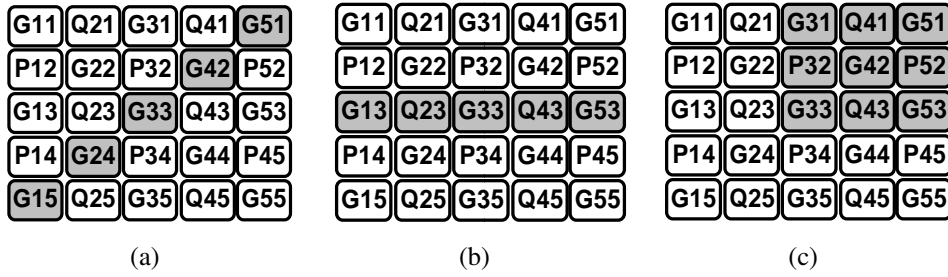 G11 Q21 G31 Q41 G51
P12 G22 P32 G42 P52
G13 Q23 G33 Q43 G53
P14 G24 P34 G44 P45
G15 Q25 G35 Q45 G55
(a)
G11 Q21 G31 Q41 G51
P12 G22 P32 G42 P52
G13 Q23 G33 Q43 G53
P14 G24 P34 G44 P45
G15 Q25 G35 Q45 G55
(b)
G11 Q21 G31 Q41 G51
P12 G22 P32 G42 P52
G13 Q23 G33 Q43 G53
P14 G24 P34 G44 P45
G15 Q25 G35 Q45 G55
(c)